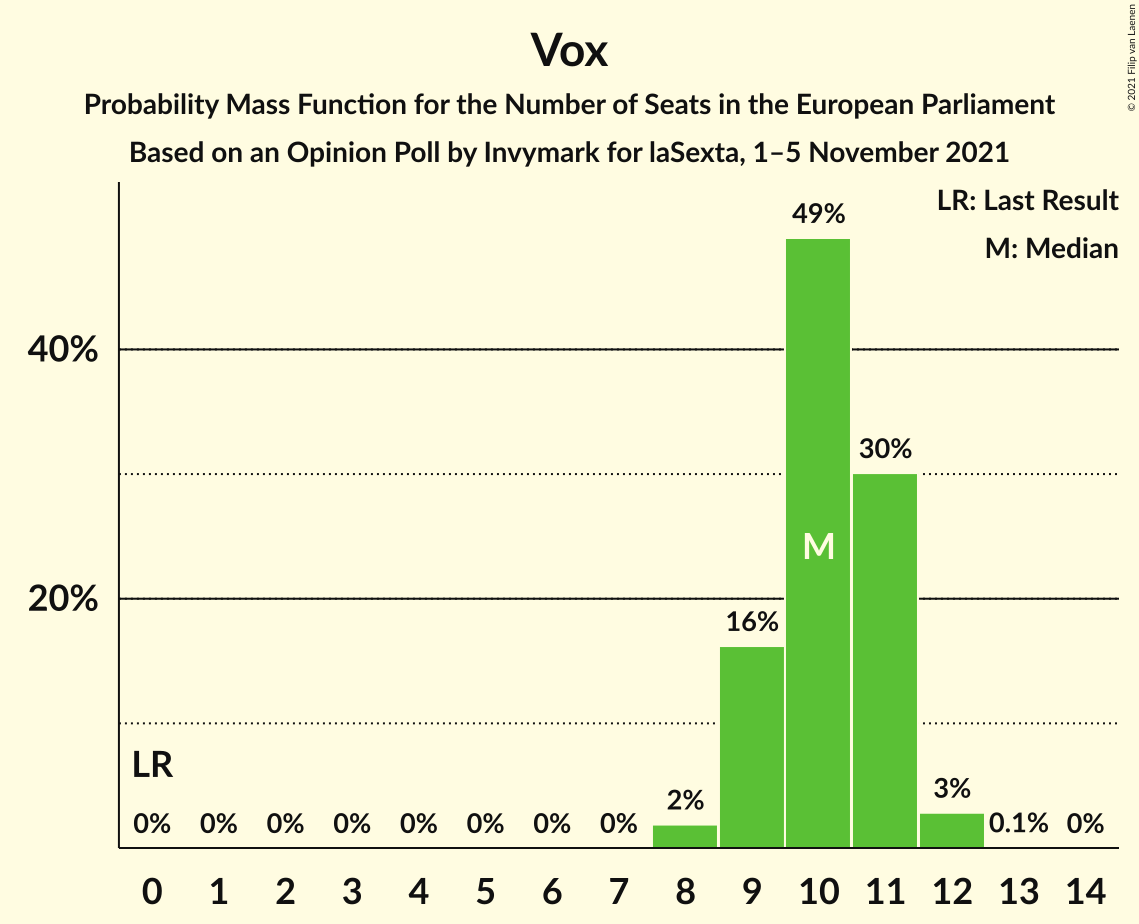 Vox
Probability Mass Function for the Number of Seats in the European Parliament
Based on an Opinion Poll by Invymark for laSexta, 1–5 November 2021
© 2021 Filip van Laenen
LR: Last Result
M: Median
49%
40%
30%
M
20%
16%
LR
3%
2%
0% 0% 0% 0% 0% 0% 0% 0% 0.1% 0%
0 1 2 3 4 5 6 7 8 9 10 11 12 13 14